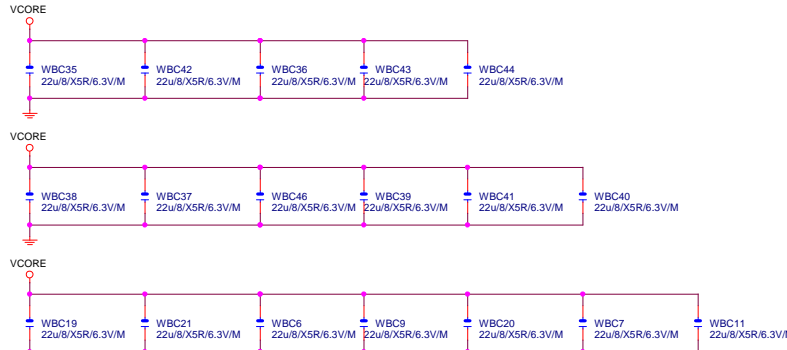 VCORE
WBC35 WBC42 WBC36 WBC43 WBC44
22u/8/X5R/6.3V/M 22u/8/X5R/6.3V/M 22u/8/X5R/6.3V/M 22u/8/X5R/6.3V/M 22u/8/X5R/6.3V/M
VCORE
WBC38 WBC37 WBC46 WBC39 WBC41 WBC40
22u/8/X5R/6.3V/M 22u/8/X5R/6.3V/M 22u/8/X5R/6.3V/M 22u/8/X5R/6.3V/M 22u/8/X5R/6.3V/M 22u/8/X5R/6.3V/M
VCORE
WBC19 WBC21 WBC6 WBC9 WBC20 WBC7 WBC11
22u/8/X5R/6.3V/M 22u/8/X5R/6.3V/M 22u/8/X5R/6.3V/M 22u/8/X5R/6.3V/M 22u/8/X5R/6.3V/M 22u/8/X5R/6.3V/M 22u/8/X5R/6.3V/M